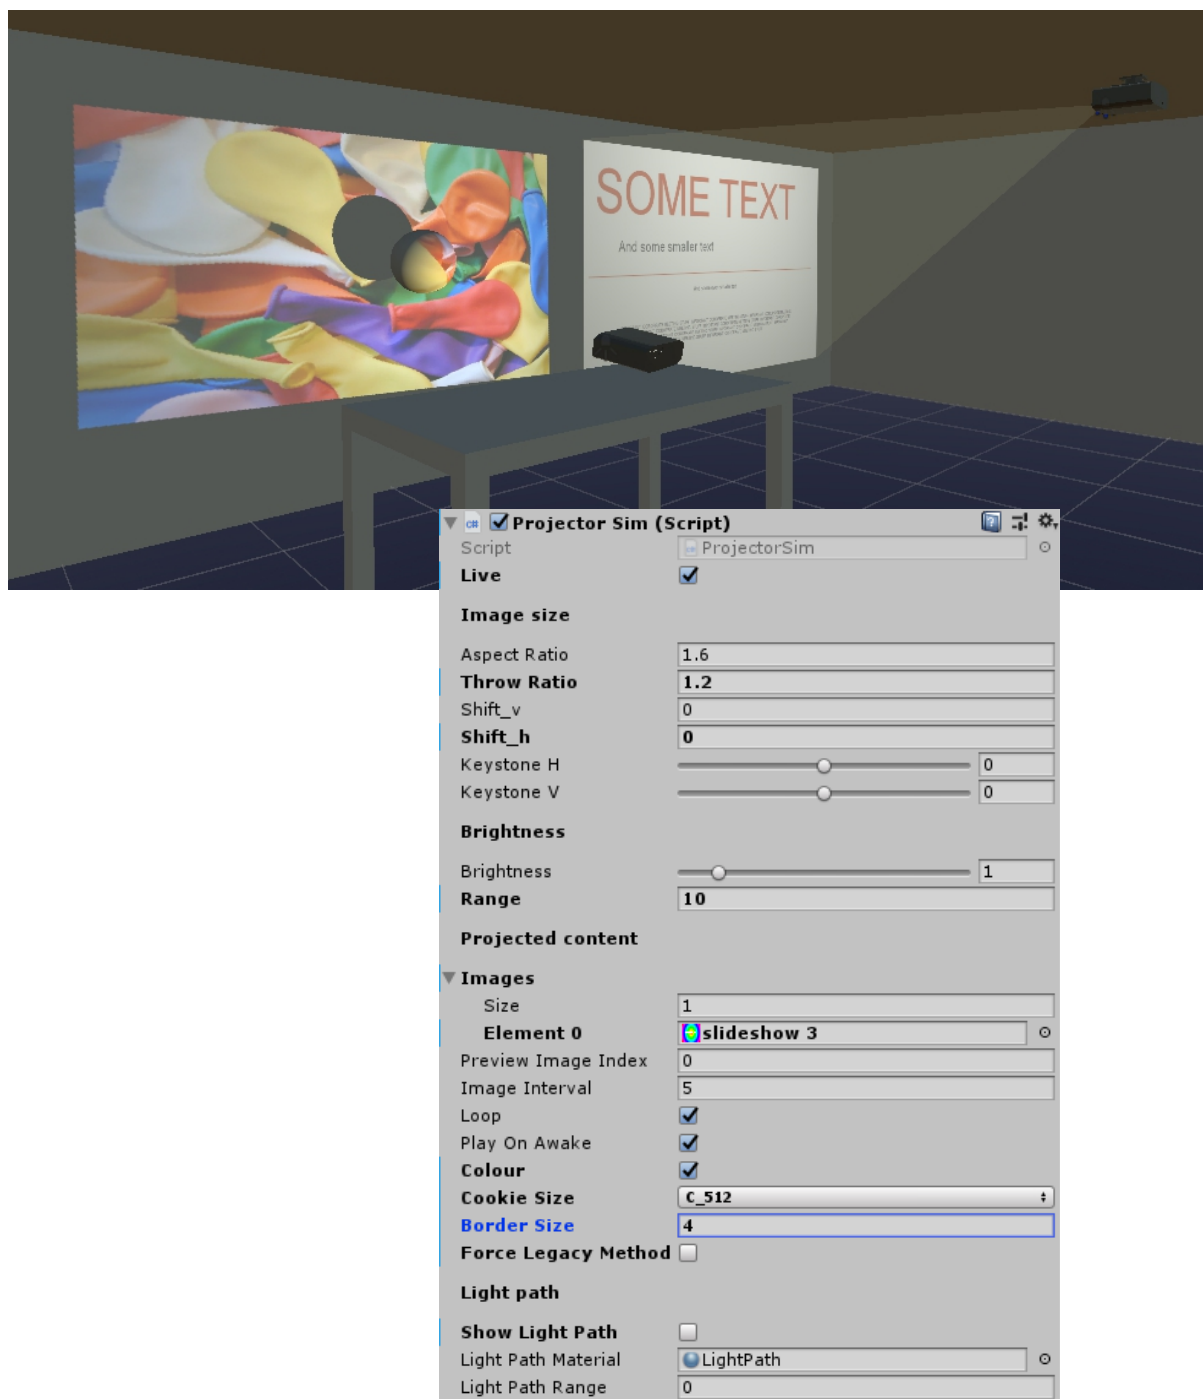 SOME TEXT
And some smaller text
Projector Sim (Script)
Script ProjectorSim
Live
Image size
Aspect Ratio 1.6
Throw Ratio 1.2
Shift_v 0
Shift_h 0
Keystone H 0
Keystone V 0
Brightness
Brightness 1
Range 10
Projected content
Images
Size 1
Element 0 slideshow 3
Preview Image Index 0
Image Interval 5
Loop
Play On Awake
Colour
Cookie Size C_512
Border Size 4
Force Legacy Method
Light path
Show Light Path
Light Path Material LightPath
Light Path Range 0